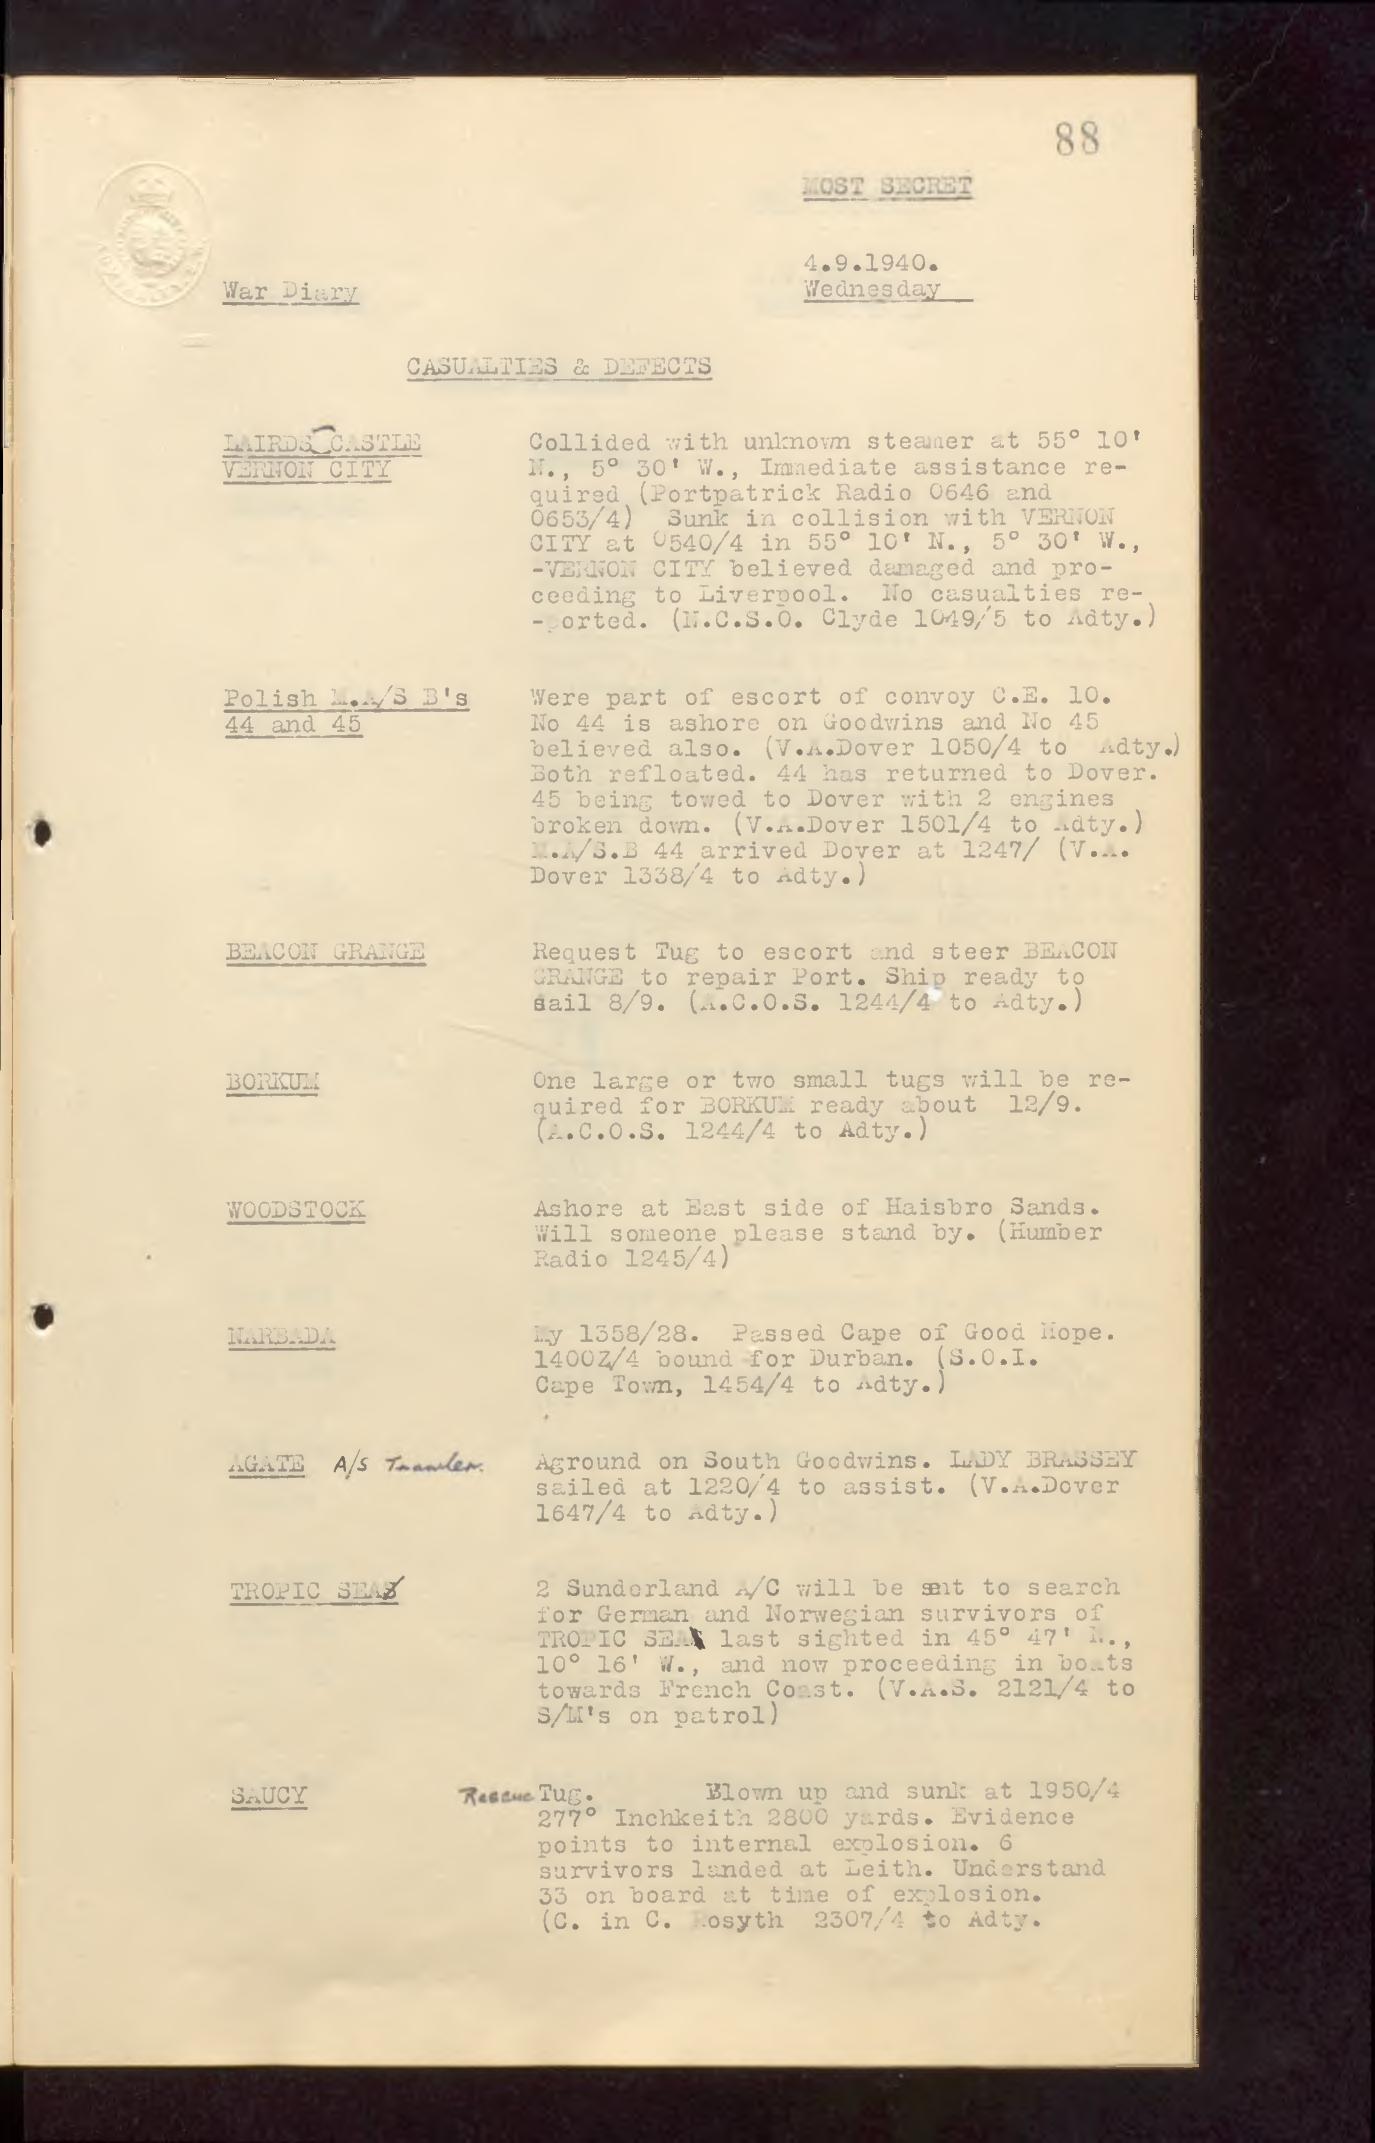 88
MOST SECRET
4.9.1940.
War Diary
Wednesday
CASUALTIES & DEFECTS
LAIRDS CASTLE
VERNON CITY
Collided with unknown steamer at 55° 10'
N., 5° 30' W., Immediate assistance re-
quired (Portpatrick Radio 0646 and
0653/4) Sunk in collision with VERNON
CITY at 0540/4 in 55° 10' N., 5° 30' W.,
-VERNON CITY believed damaged and pro-
ceeding to Liverpool. No casualties re-
-ported. (N.C.S.O. Clyde 1049/5 to Adty.)
Polish M.A/S B's
44 and 45
Were part of escort of convoy C.E. 10.
No 44 is ashore on Goodwins and No 45
believed also. (V.A.Dover 1050/4 to Adty.)
Both refloated. 44 has returned to Dover.
45 being towed to Dover with 2 engines
broken down. (V.A.Dover 1501/4 to Adty.)
M.A/S.B 44 arrived Dover at 1247/ (V.A.
Dover 1338/4 to Adty.)
BEACON GRANGE
Request Tug to escort and steer BEACON
GRANGE to repair Port. Ship ready to
sail 8/9. (A.C.O.S. 1244/4 to Adty.)
BORKUM
One large or two small tugs will be re-
quired for BORKUM ready about 12/9.
(A.C.O.S. 1244/4 to Adty.)
WOODSTOCK
Ashore at East side of Haisbro Sands.
Will someone please stand by. (Humber
Radio 1245/4)
NARBADA
My 1358/28. Passed Cape of Good Hope.
1400Z/4 bound for Durban. (S.O.I.
Cape Town, 1454/4 to Adty.)
AGATE A/S Trawler.
Aground on South Goodwins. LADY BRASSEY
sailed at 1220/4 to assist. (V.A.Dover
1647/4 to Adty.)
TROPIC SEA
2 Sunderland A/C will be sent to search
for German and Norwegian survivors of
TROPIC SEA last sighted in 45° 47' N.,
10° 16' W., and now proceeding in boats
towards French Coast. (V.A.S. 2121/4 to
S/M's on patrol)
SAUCY
Rescue Tug. Blown up and sunk at 1950/4
277° Inchkeith 2800 yards. Evidence
points to internal explosion. 6
survivors landed at Leith. Understand
33 on board at time of explosion.
(C. in C. Rosyth 2307/4 to Adty.